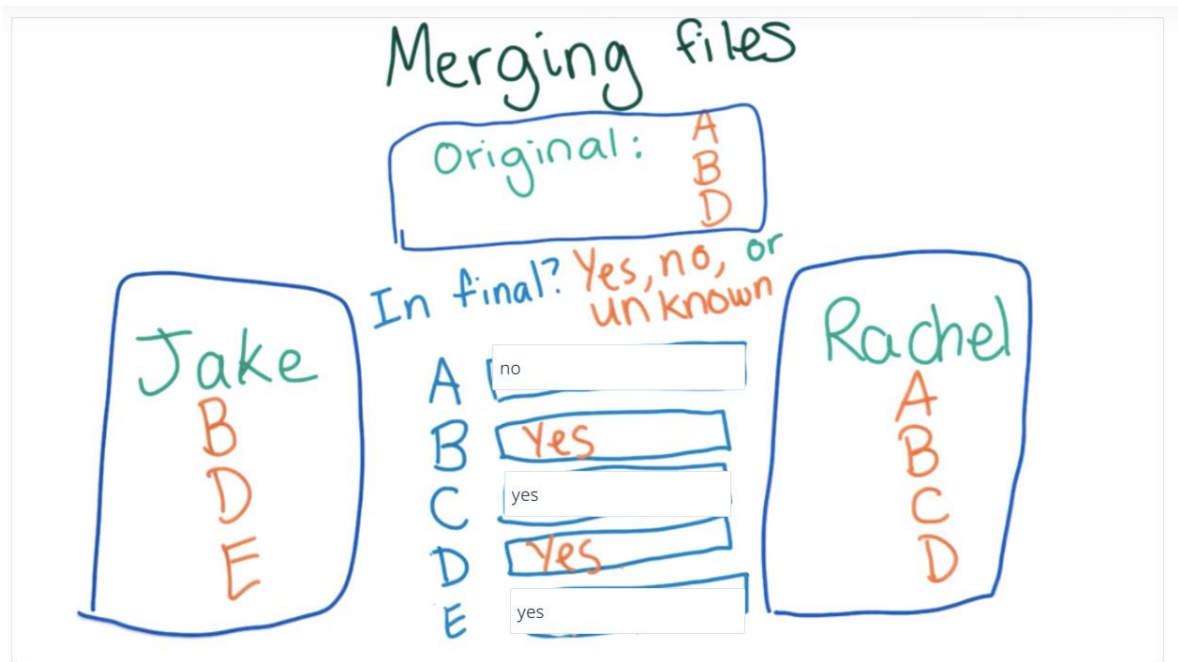 Merging files
Original: A
B
D
In final? Yes, no, or
unknown
Jake
B
D
E
A no
B Yes
C yes
D Yes
E yes
Rachel
A
B
C
D